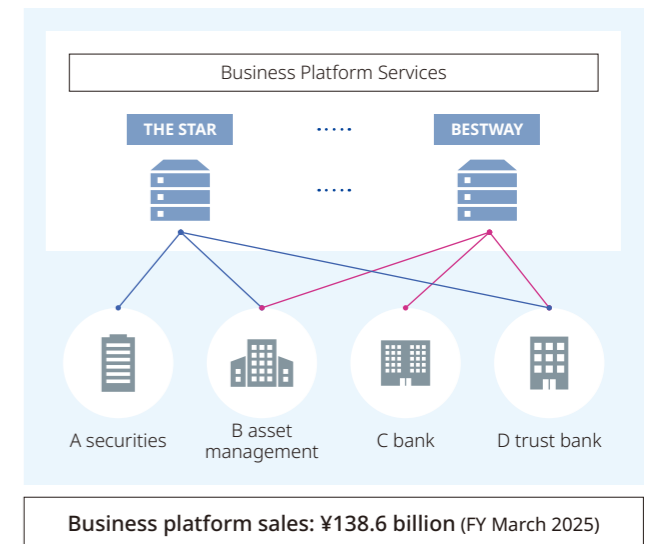 Business Platform Services
THE STAR ····· BESTWAY
·····
A securities
B asset
management
C bank
D trust bank
Business platform sales: ¥138.6 billion (FY March 2025)